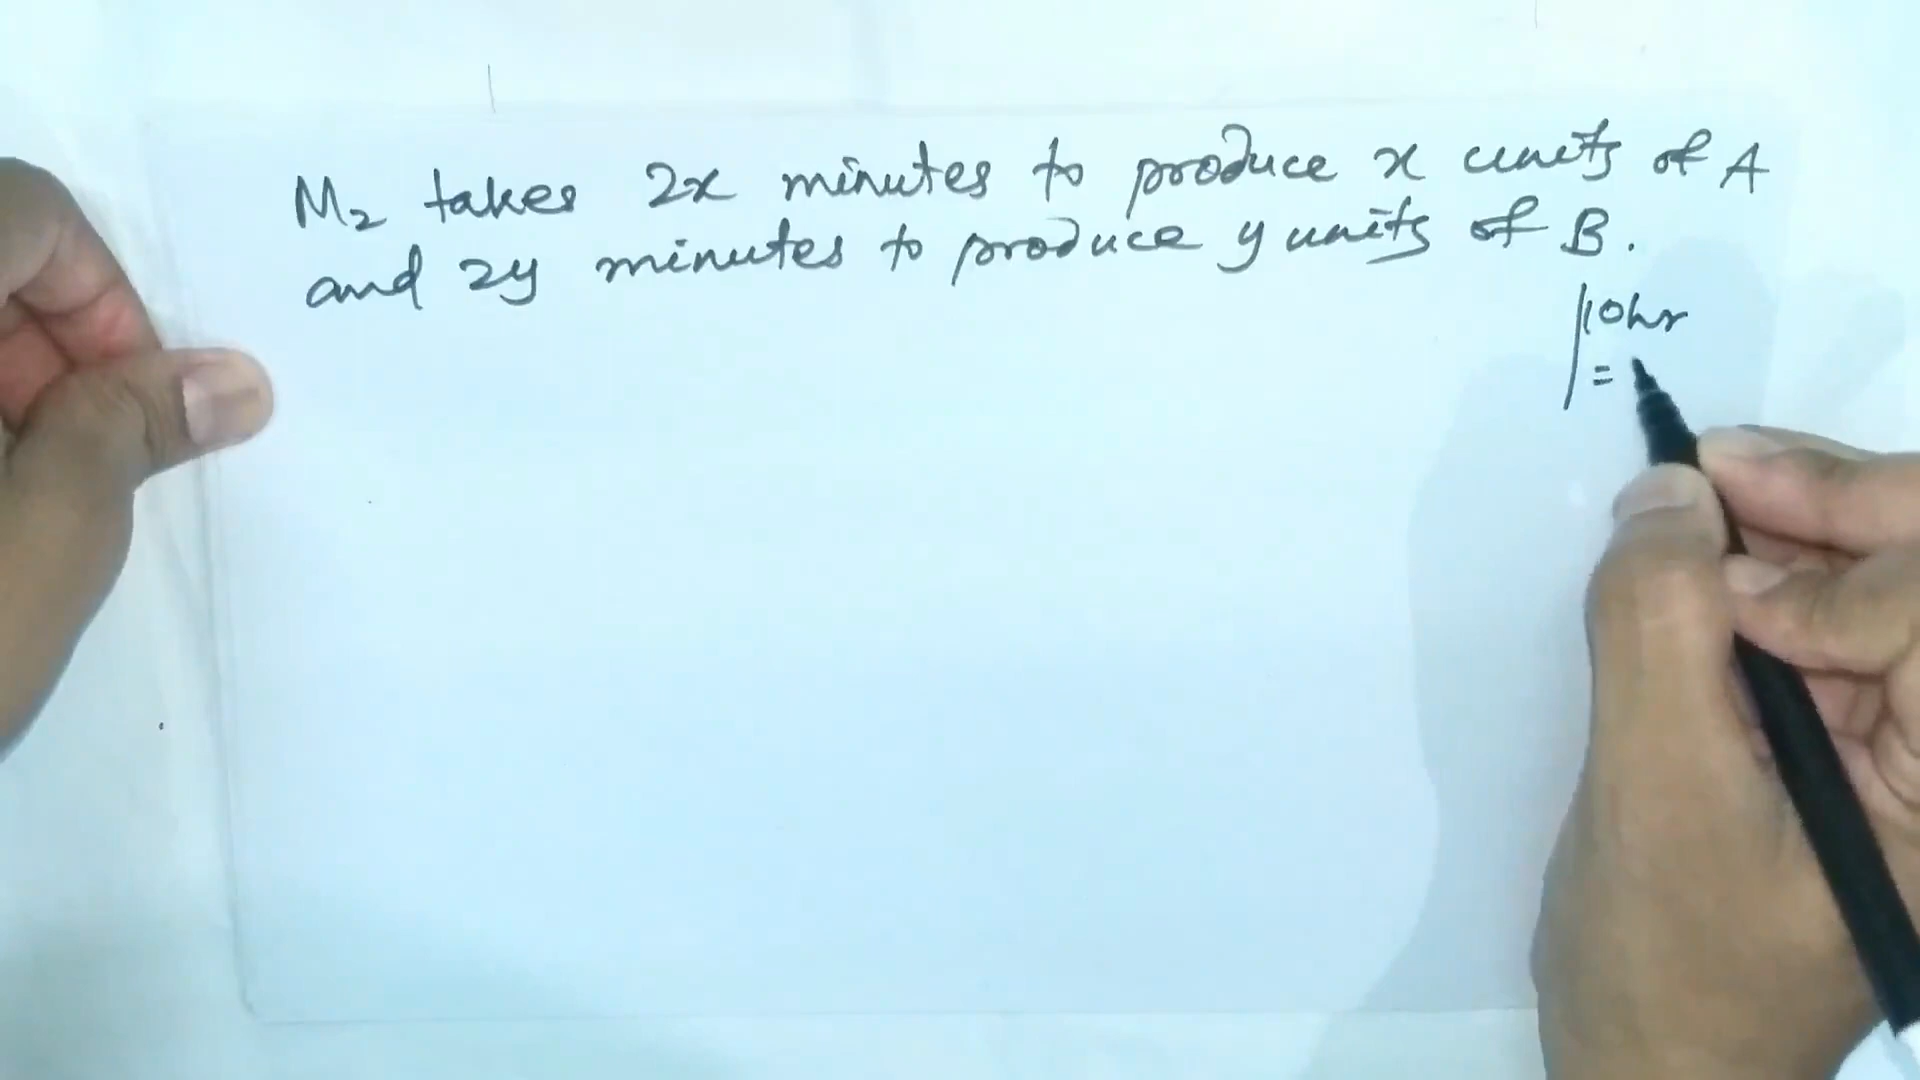 M₂ takes 2x minutes to produce x units of A
and 2y minutes to produce y units of B.
10hr
=